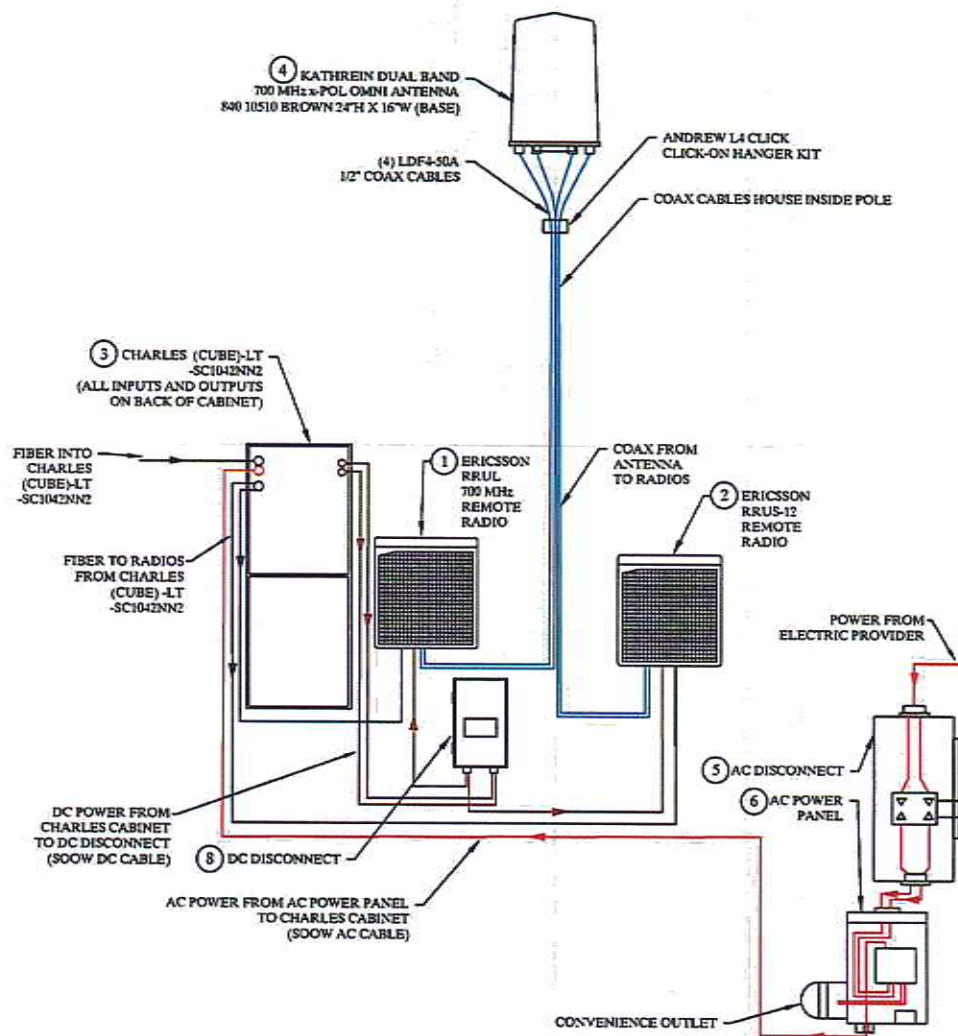 4 KATHREIN DUAL BAND
700 MHz x-POL OMNI ANTENNA
840 10510 BROWN 24"H X 16"W (BASE)
(4) LDF4-50A
1/2" COAX CABLES
ANDREW L4 CLICK
CLICK-ON HANGER KIT
COAX CABLES HOUSE INSIDE POLE
3 CHARLES (CUBE)-LT
-SC1042NN2
(ALL INPUTS AND OUTPUTS
ON BACK OF CABINET)
FIBER INTO
CHARLES
(CUBE)-LT
-SC1042NN2
1 ERICSSON
RRUL
700 MHz
REMOTE
RADIO
COAX FROM
ANTENNA
TO RADIOS
2 ERICSSON
RRUS-12
REMOTE
RADIO
FIBER TO RADIOS
FROM CHARLES
(CUBE) -LT
-SC1042NN2
POWER FROM
ELECTRIC PROVIDER
5 AC DISCONNECT
6 AC POWER
PANEL
DC POWER FROM
CHARLES CABINET
TO DC DISCONNECT
(SOOW DC CABLE)
8 DC DISCONNECT
AC POWER FROM AC POWER PANEL
TO CHARLES CABINET
(SOOW AC CABLE)
CONVENIENCE OUTLET